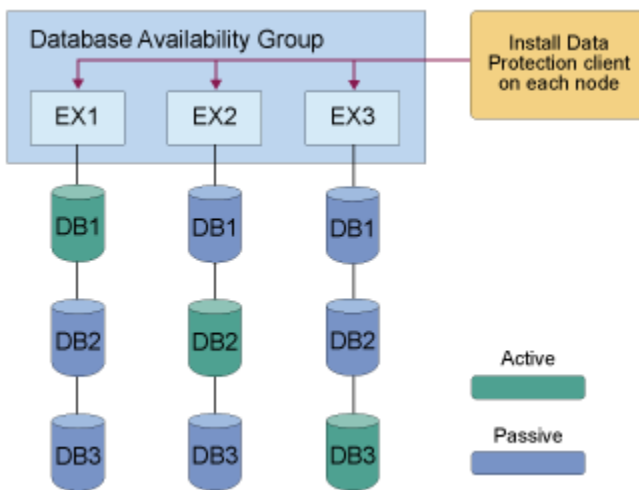 Database Availability Group
Install Data
Protection client
on each node
EX1
EX2
EX3
DB1
DB1
DB1
DB2
DB2
DB2
DB3
DB3
DB3
Active
Passive